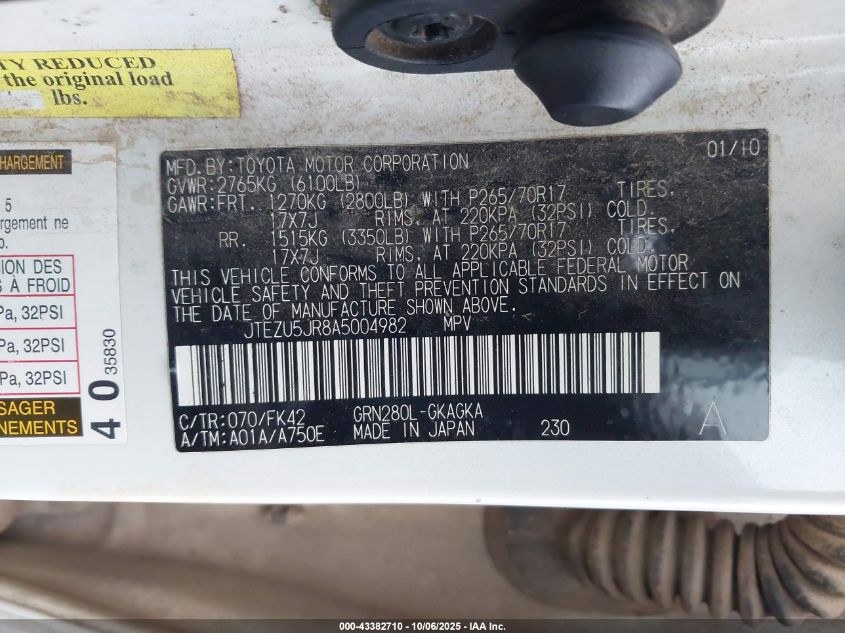 TY REDUCED
the original load
lbs.
HARGEMENT
5
argement ne
o.
SION DES
S À FROID
Pa, 32PSI
Pa, 32PSI
Pa, 32PSI
SAGER
NEMENTS
40 35830
MFD. BY: TOYOTA MOTOR CORPORATION 01/10
GVWR: 2765KG (6100LB)
GAWR: FRT. 1270KG (2800LB) WITH P265/70R17 TIRES.
17X7J RIMS. AT 220KPA (32PSI) COLD.
RR. 1515KG (3350LB) WITH P265/70R17 TIRES.
17X7J RIMS. AT 220KPA (32PSI) COLD.
THIS VEHICLE CONFORMS TO ALL APPLICABLE FEDERAL MOTOR
VEHICLE SAFETY AND THEFT PREVENTION STANDARDS IN EFFECT ON
THE DATE OF MANUFACTURE SHOWN ABOVE.
JTEZU5JR8A5004982 MPV
C/TR: 070/FK42 GRN280L-GKAGKA
A/TM: A01A/A750E MADE IN JAPAN 230 A
000-43382710 - 10/06/2025 - IAA Inc.